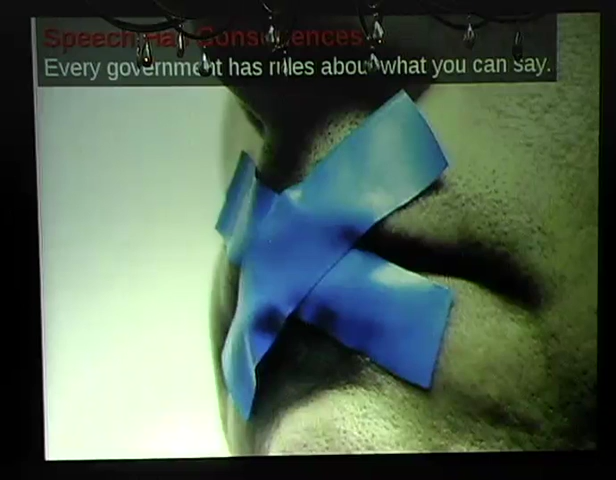 Speech Has Consequences
Every government has rules about what you can say.